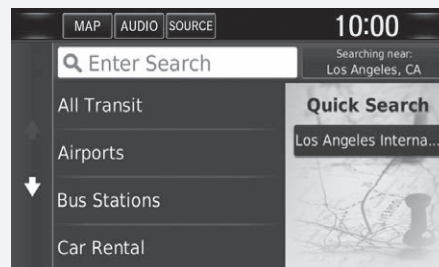 MAP AUDIO SOURCE 10:00
Enter Search
Searching near:
Los Angeles, CA
All Transit
Airports
Bus Stations
Car Rental
Quick Search
Los Angeles Interna...